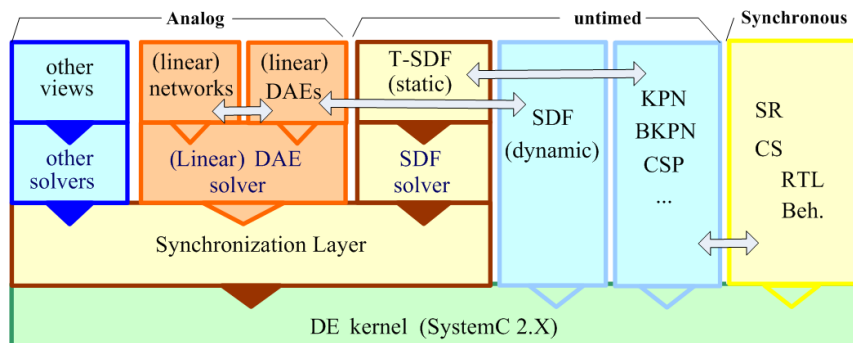 Analog
untimed
Synchronous
other
views
(linear)
networks
(linear)
DAEs
T-SDF
(static)
SDF
(dynamic)
KPN
BKPN
CSP
...
SR
CS
RTL
Beh.
other
solvers
(Linear) DAE
solver
SDF
solver
Synchronization Layer
DE kernel (SystemC 2.X)